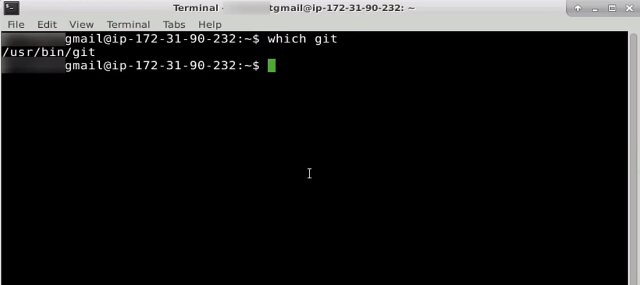 Terminal - tgmail@ip-172-31-90-232: ~
File Edit View Terminal Tabs Help
gmail@ip-172-31-90-232:~$ which git
/usr/bin/git
gmail@ip-172-31-90-232:~$